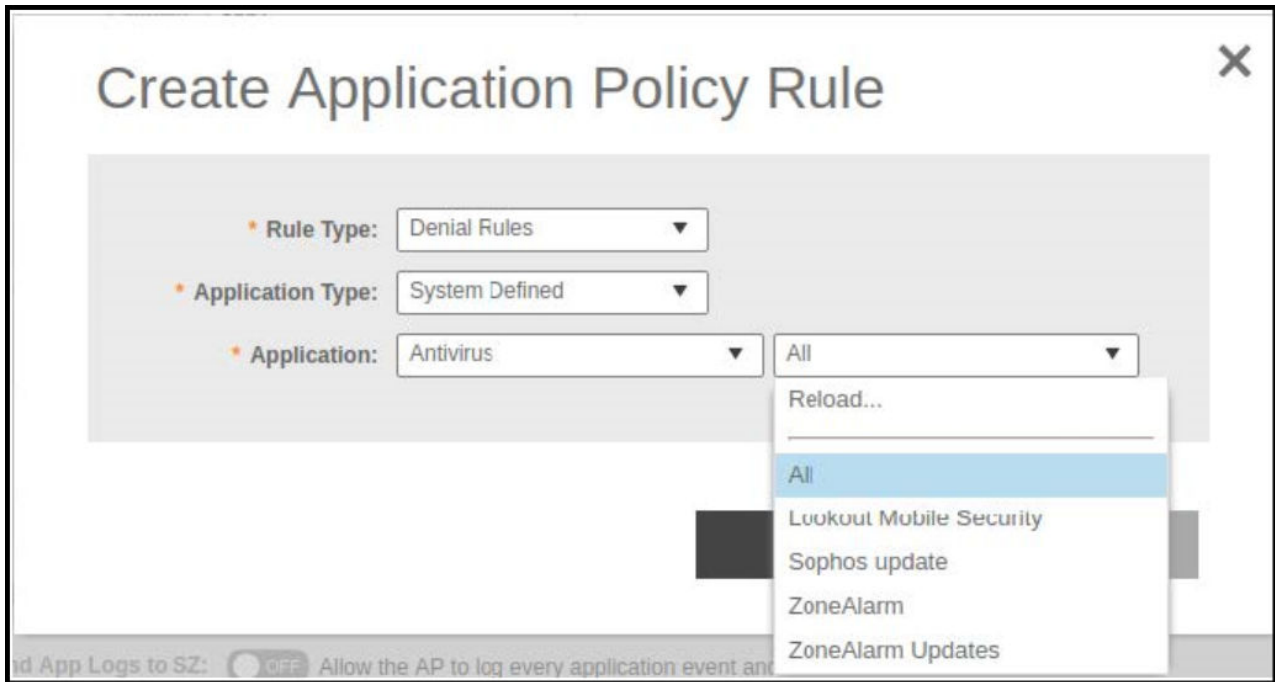 Create Application Policy Rule
* Rule Type: Denial Rules
* Application Type: System Defined
* Application: Antivirus All
Reload...
All
Lookout Mobile Security
Sophos update
ZoneAlarm
ZoneAlarm Updates
nd App Logs to SZ: OFF Allow the AP to log every application event and